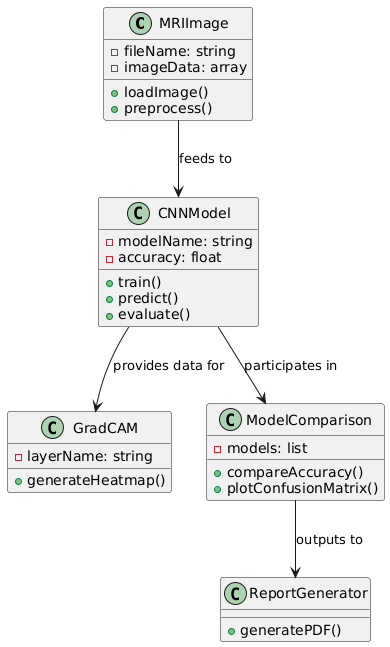 C MRIImage
fileName: string
imageData: array
loadImage()
preprocess()
feeds to
C CNNModel
modelName: string
accuracy: float
train()
predict()
evaluate()
provides data for
participates in
C GradCAM
layerName: string
generateHeatmap()
C ModelComparison
models: list
compareAccuracy()
plotConfusionMatrix()
outputs to
C ReportGenerator
generatePDF()